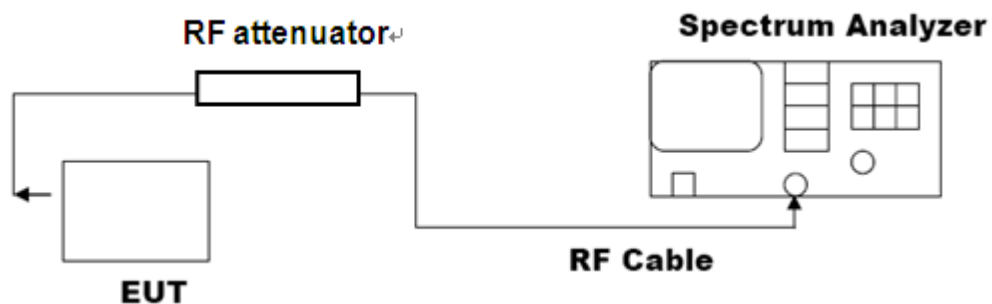 RF attenuator↵
Spectrum Analyzer
RF Cable
EUT